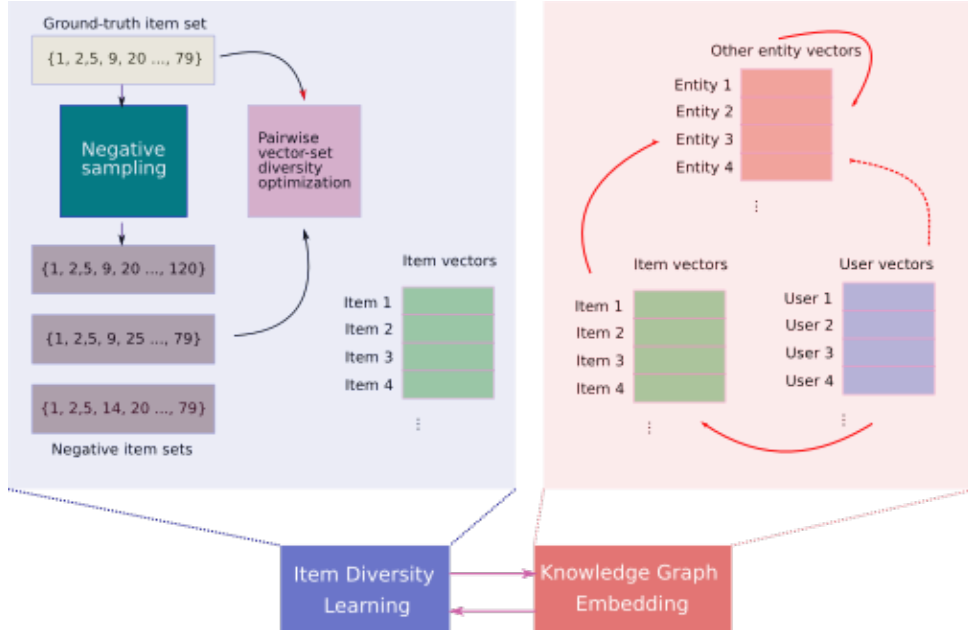 Ground-truth item set
{1, 2,5, 9, 20 ..., 79}
Negative
sampling
Pairwise
vector-set
diversity
optimization
{1, 2,5, 9, 20 ..., 120}
{1, 2,5, 9, 25 ..., 79}
{1, 2,5, 14, 20 ..., 79}
Negative item sets
Item vectors
Item 1
Item 2
Item 3
Item 4
...
Other entity vectors
Entity 1
Entity 2
Entity 3
Entity 4
...
Item vectors
Item 1
Item 2
Item 3
Item 4
...
User vectors
User 1
User 2
User 3
User 4
...
Item Diversity
Learning
Knowledge Graph
Embedding